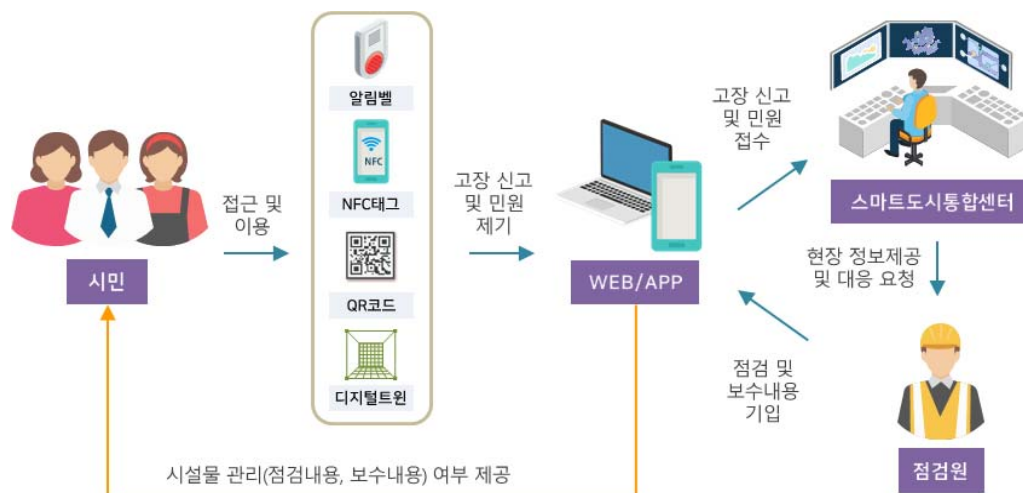 시민
접근 및
이용
알림벨
NFC
NFC태그
QR코드
디지털트윈
고장 신고
및 민원
제기
WEB/APP
고장 신고
및 민원
접수
스마트도시통합센터
현장 정보제공
및 대응 요청
점검원
점검 및
보수내용
기입
시설물 관리(점검내용, 보수내용) 여부 제공